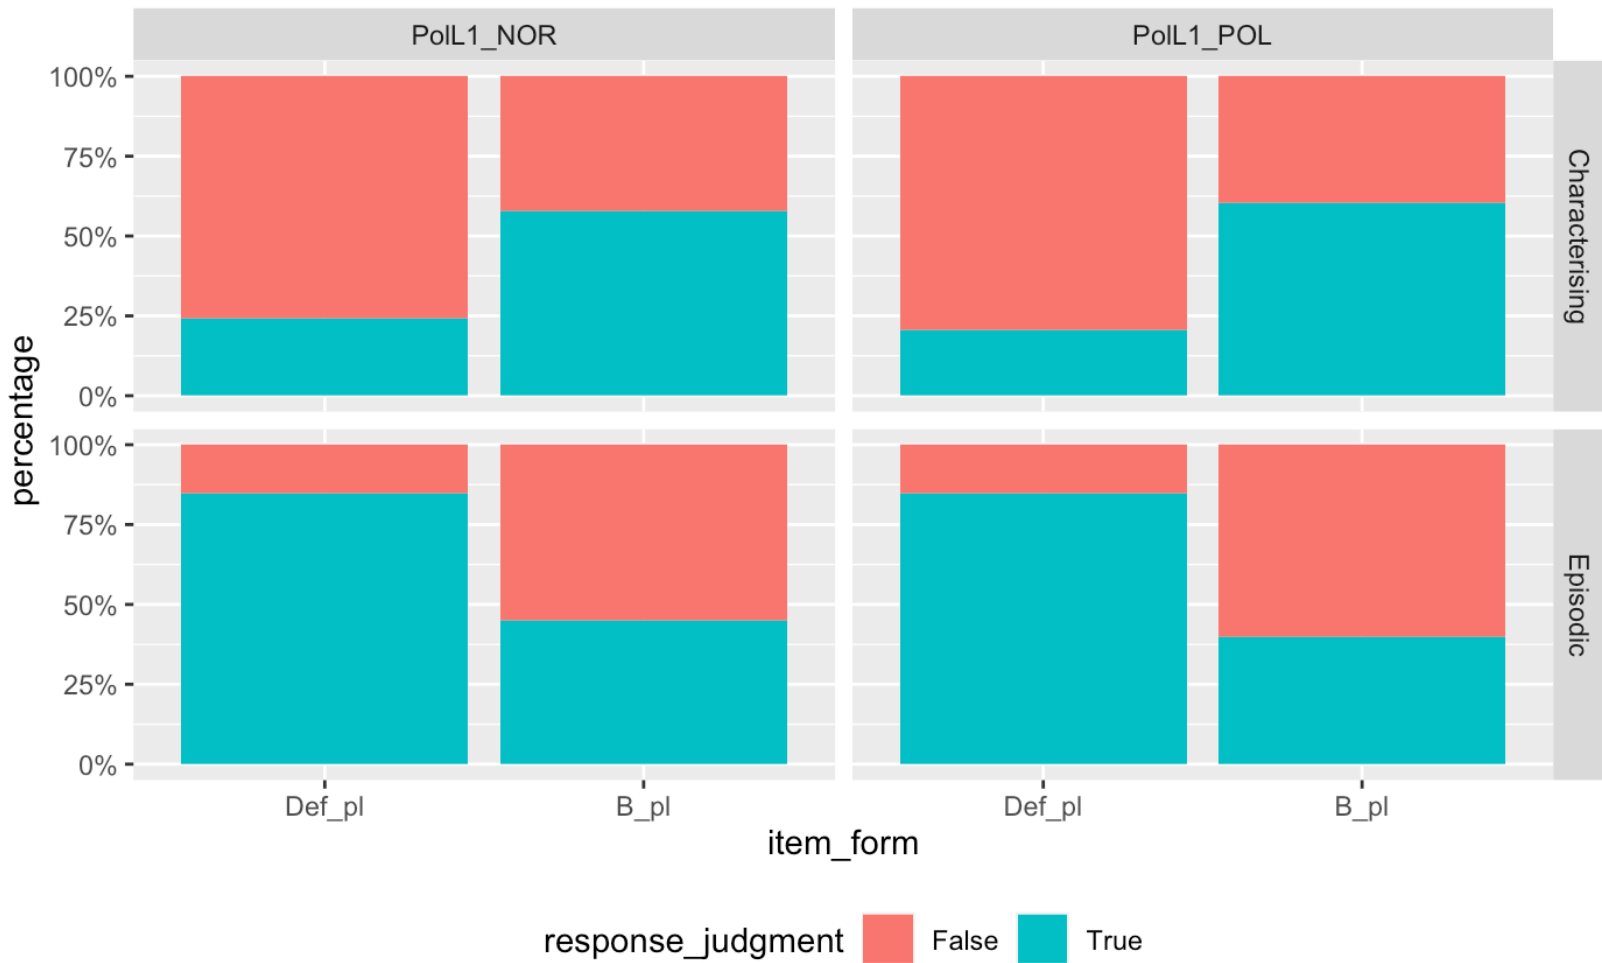 PolL1_NOR
PolL1_POL
100%
75%
50%
25%
0%
Characterising
percentage
100%
75%
50%
25%
0%
Episodic
Def_pl
B_pl
Def_pl
B_pl
item_form
response_judgment False True